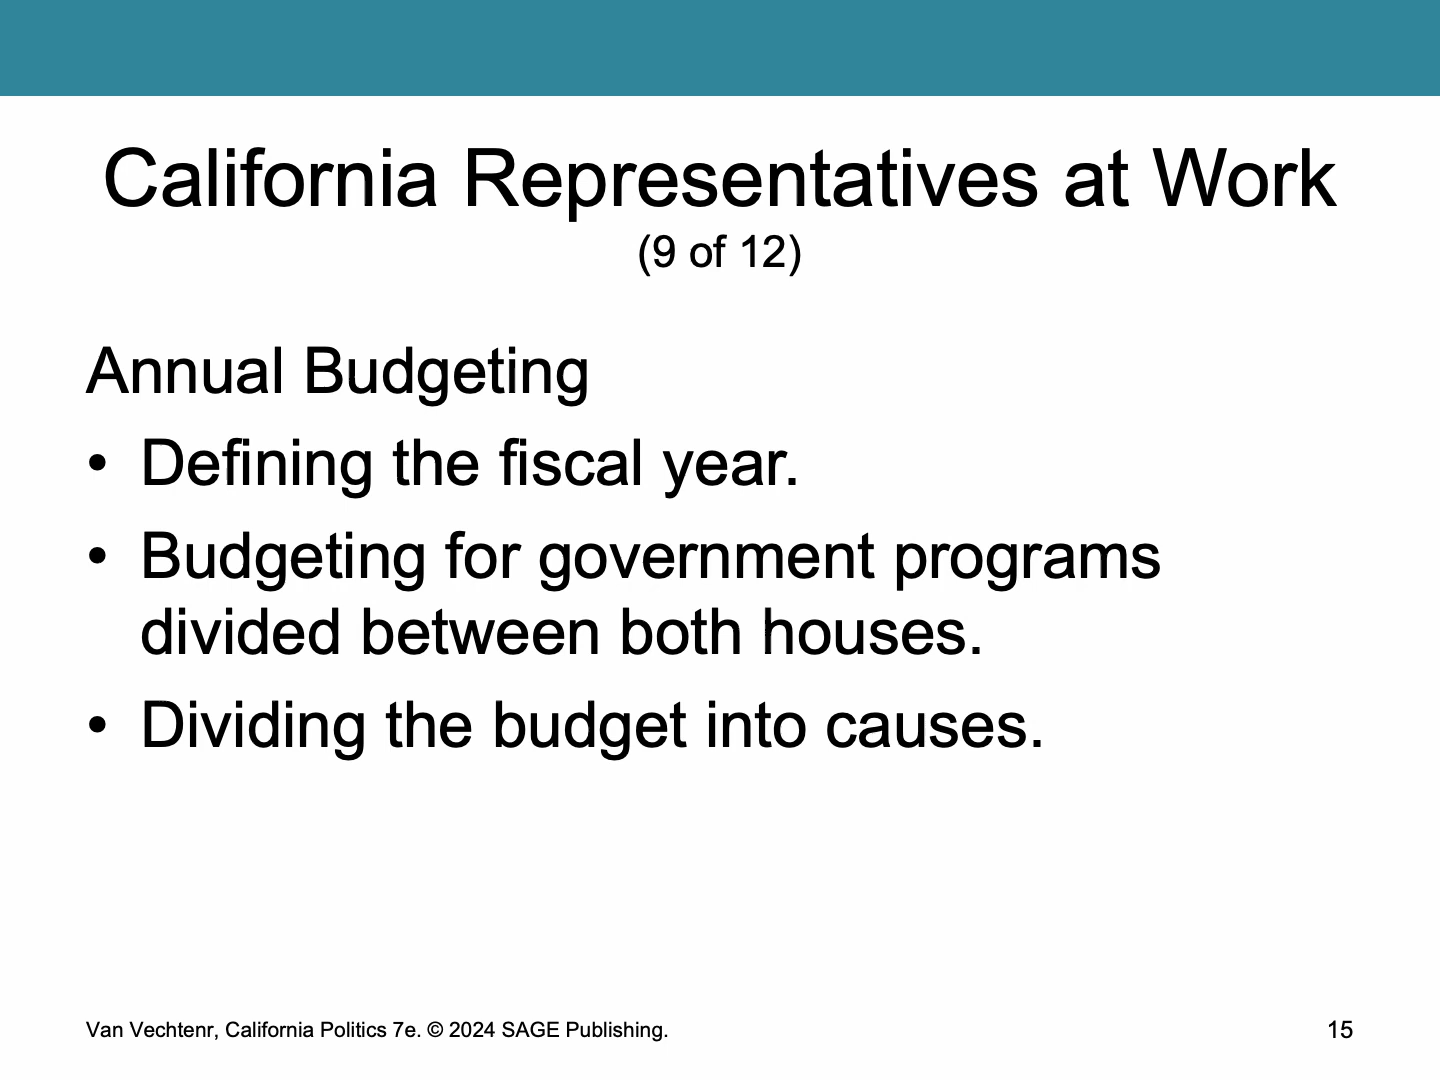 California Representatives at Work
(9 of 12)
Annual Budgeting
• Defining the fiscal year.
• Budgeting for government programs
divided between both houses.
• Dividing the budget into causes.
Van Vechtenr, California Politics 7e. © 2024 SAGE Publishing.
15